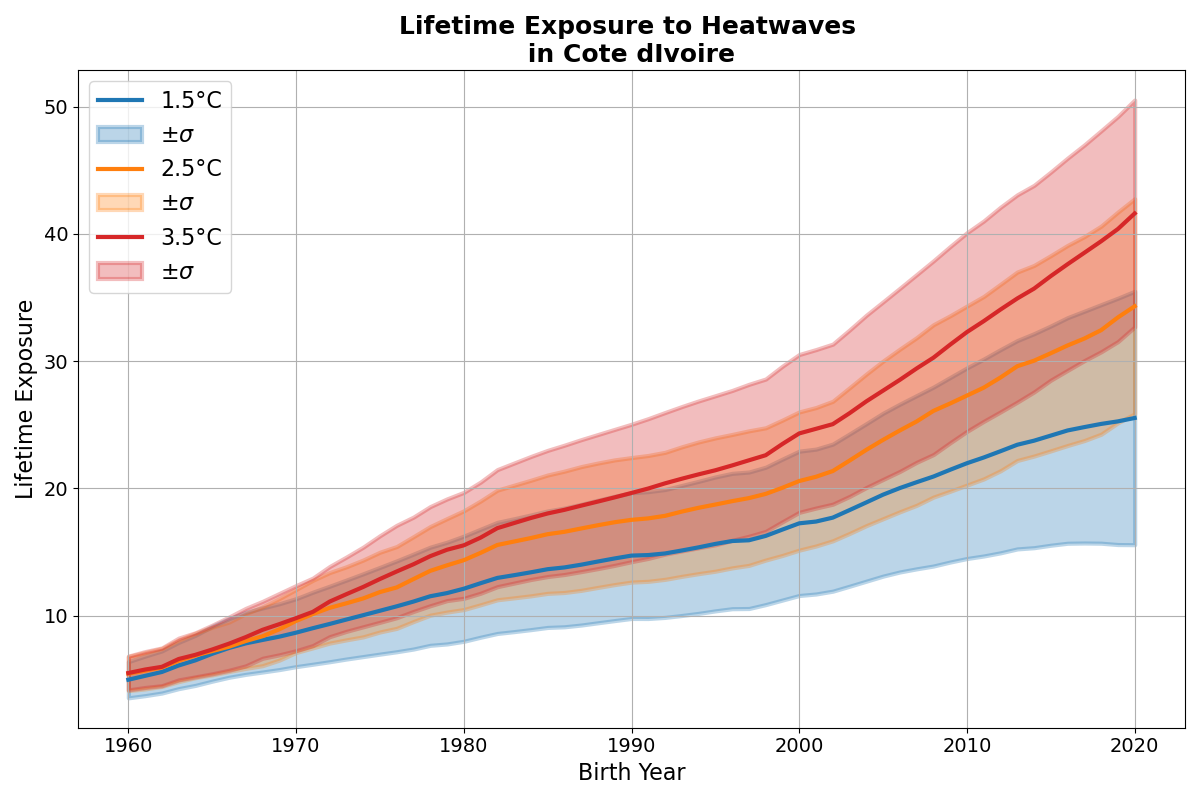 Lifetime Exposure to Heatwaves
in Cote dIvoire
1.5°C
±σ
2.5°C
±σ
3.5°C
±σ
Lifetime Exposure
50
40
30
20
10
1960 1970 1980 1990 2000 2010 2020
Birth Year